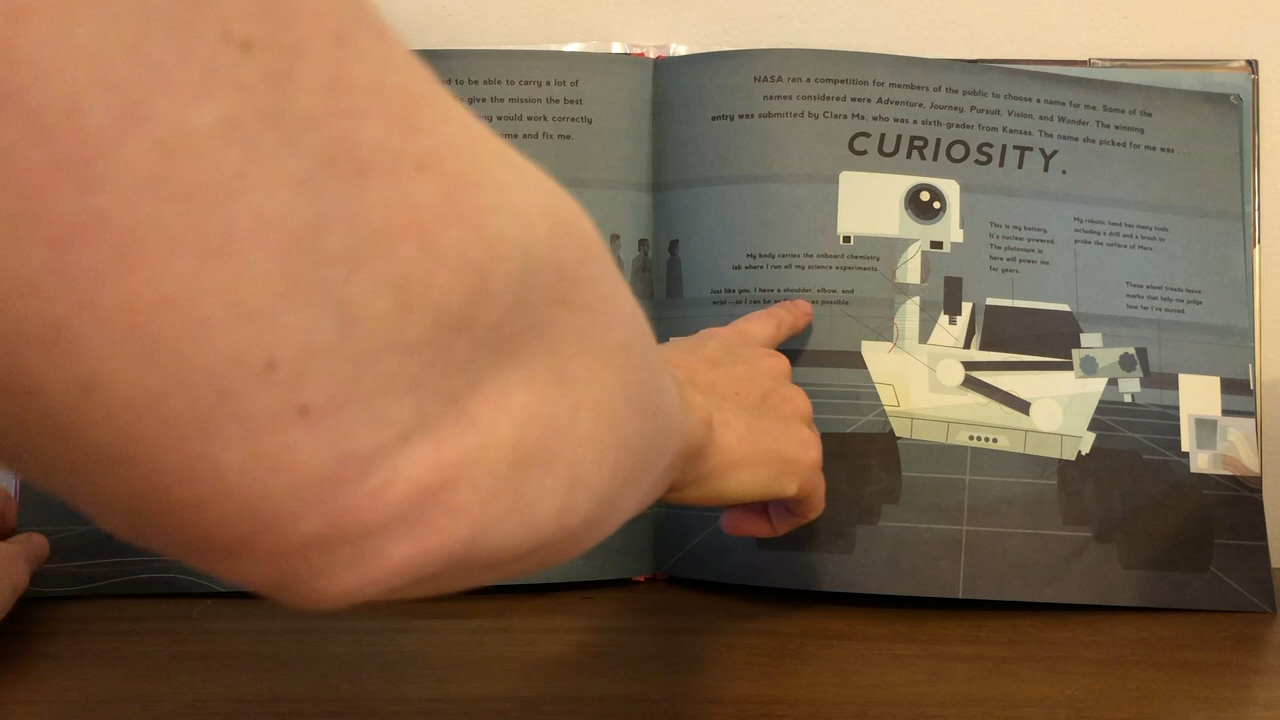 d to be able to carry a lot of
give the mission the best
ng would work correctly
ome and fix me.
NASA ran a competition for members of the public to choose a name for me. Some of the
names considered were Adventure, Journey, Pursuit, Vision, and Wonder. The winning
entry was submitted by Clara Ma, who was a sixth-grader from Kansas. The name she picked for me was . . .
CURIOSITY.
My body carries the onboard chemistry
lab where I run all my science experiments.
Just like you, I have a shoulder, elbow, and
wrist—so I can be as possible
This is my battery.
It's nuclear-powered.
The plutonium in
here will power me
for years.
My robotic hand has many tools,
including a drill and a brush to
probe the surface of Mars
These wheel treads leave
marks that help me judge
how far I've moved.